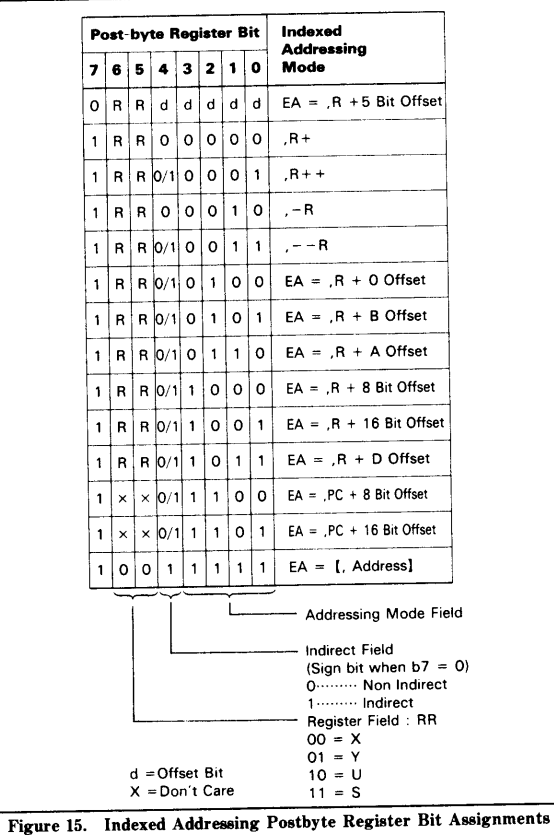 Post-byte Register Bit Indexed Addressing Mode
7 6 5 4 3 2 1 0
0 R R d d d d d EA = ,R +5 Bit Offset
1 R R 0 0 0 0 0 ,R+
1 R R 0/1 0 0 0 1 ,R++
1 R R 0 0 0 1 0 ,-R
1 R R 0/1 0 0 1 1 ,--R
1 R R 0/1 0 1 0 0 EA = ,R + 0 Offset
1 R R 0/1 0 1 0 1 EA = ,R + B Offset
1 R R 0/1 0 1 1 0 EA = ,R + A Offset
1 R R 0/1 1 0 0 0 EA = ,R + 8 Bit Offset
1 R R 0/1 1 0 0 1 EA = ,R + 16 Bit Offset
1 R R 0/1 1 0 1 1 EA = ,R + D Offset
1 × × 0/1 1 1 0 0 EA = ,PC + 8 Bit Offset
1 × × 0/1 1 1 0 1 EA = ,PC + 16 Bit Offset
1 0 0 1 1 1 1 1 EA = [, Address]
Addressing Mode Field
Indirect Field
(Sign bit when b7 = 0)
0········· Non Indirect
1········· Indirect
Register Field : RR
00 = X
01 = Y
10 = U
11 = S
d = Offset Bit
X = Don't Care
Figure 15. Indexed Addressing Postbyte Register Bit Assignments